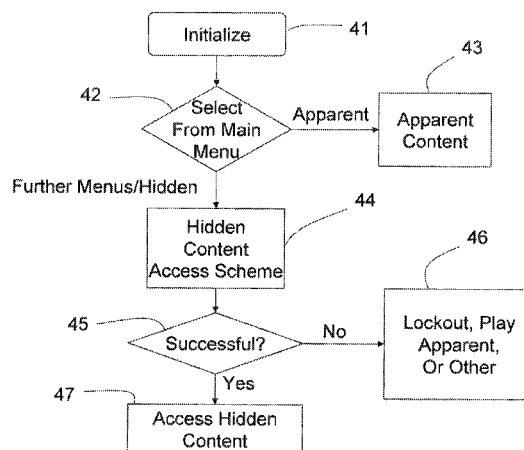 Initialize
41
42
Select
From Main
Menu
Apparent
43
Apparent
Content
Further Menus/Hidden
44
Hidden
Content
Access Scheme
45
Successful?
No
46
Lockout, Play
Apparent,
Or Other
Yes
47
Access Hidden
Content